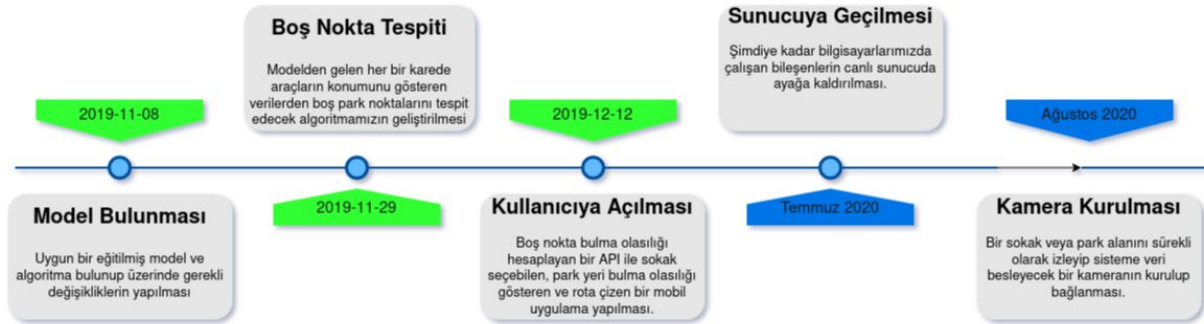 2019-11-08
Model Bulunması
Uygun bir eğitilmiş model ve
algoritma bulunup üzerinde gerekli
değişikliklerin yapılması
Boş Nokta Tespiti
Modelden gelen her bir karede
araçların konumunu gösteren
verilerden boş park noktalarını tespit
edecek algoritmamızın geliştirilmesi
2019-11-29
2019-12-12
Kullanıcıya Açılması
Boş nokta bulma olasılığı
hesaplayan bir API ile sokak
seçebilen, park yeri bulma olasılığı
gösteren ve rota çizen bir mobil
uygulama yapılması.
Sunucuya Geçilmesi
Şimdiye kadar bilgisayarlarımızda
çalışan bileşenlerin canlı sunucuda
ayağa kaldırılması.
Temmuz 2020
Ağustos 2020
Kamera Kurulması
Bir sokak veya park alanını sürekli
olarak izleyip sisteme veri
besleyecek bir kameranın kurulup
bağlanması.